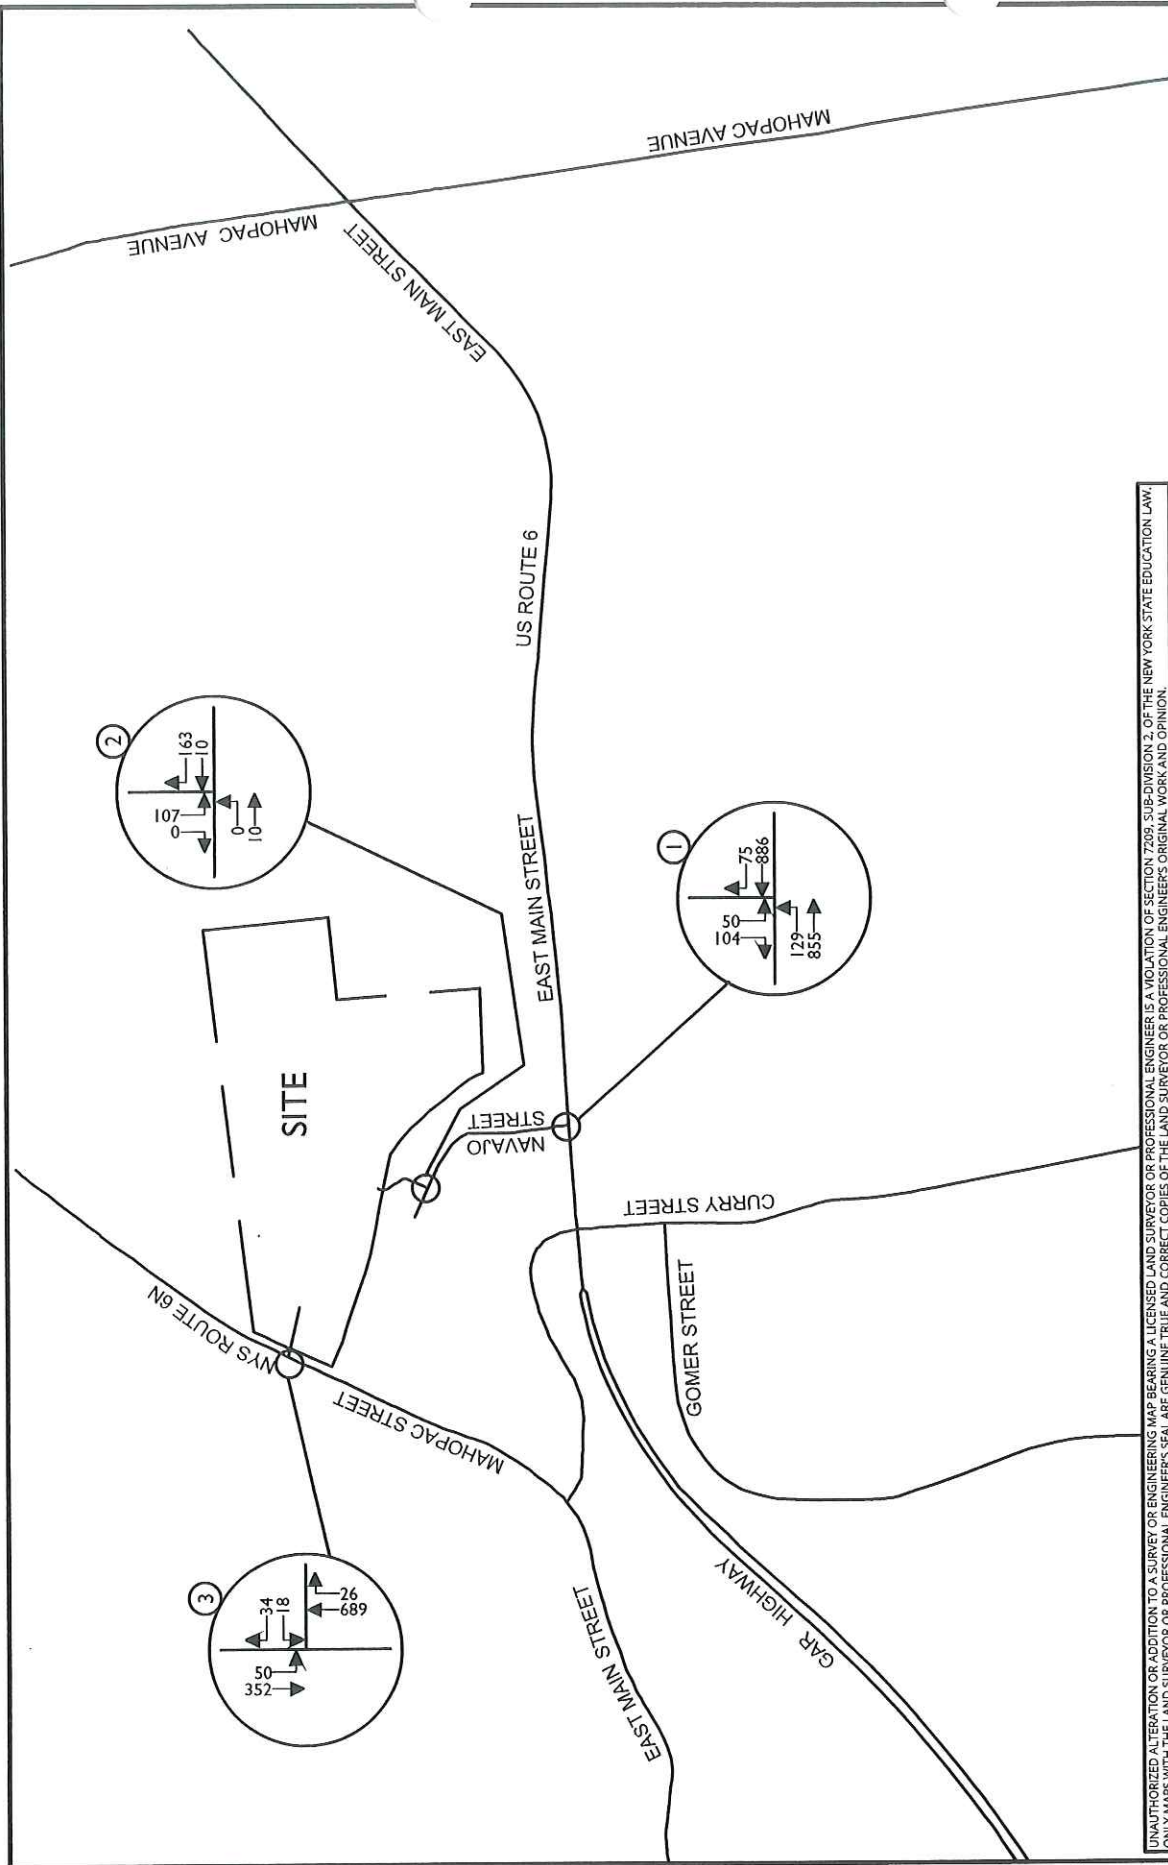 MAHOPAC AVENUE
MAHOPAC AVENUE
EAST MAIN STREET
US ROUTE 6
EAST MAIN STREET
2
163
10
107
0
0
10
1
75
886
50
104
129
855
SITE
NAVAJO
STREET
CURRY STREET
GOMER STREET
NYS ROUTE 6N
MAHOPAC STREET
3
34
18
26
689
50
352
EAST MAIN STREET
GAR HIGHWAY
UNAUTHORIZED ALTERATION OR ADDITION TO A SURVEY OR ENGINEERING MAP BEARING A LICENSED LAND SURVEYOR OR PROFESSIONAL ENGINEER IS A VIOLATION OF SECTION 7209, SUB-DIVISION 2, OF THE NEW YORK STATE EDUCATION LAW.
ONLY MAPS WITH THE LAND SURVEYOR OR PROFESSIONAL ENGINEER'S SEAL ARE GENUINE TRUE AND CORRECT COPIES OF THE LAND SURVEYOR OR PROFESSIONAL ENGINEER'S ORIGINAL WORK AND OPINION.